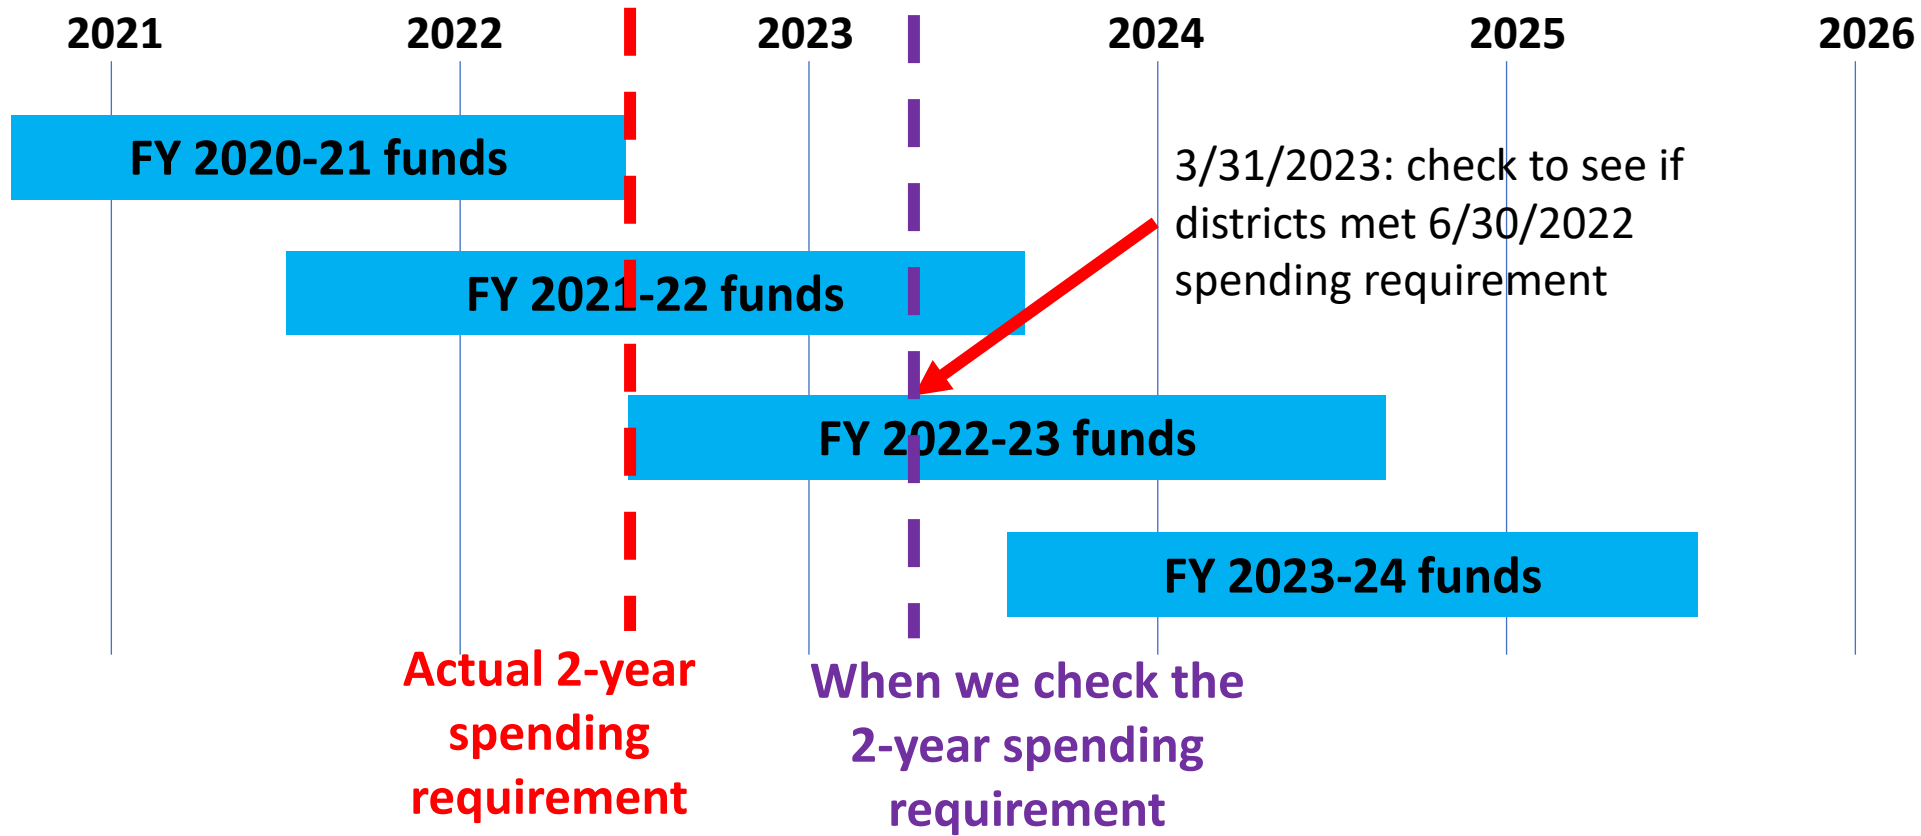 2021 2022 2023 2024 2025 2026
FY 2020-21 funds
3/31/2023: check to see if
districts met 6/30/2022
spending requirement
FY 2021-22 funds
FY 2022-23 funds
FY 2023-24 funds
Actual 2-year
spending
requirement
When we check the
2-year spending
requirement